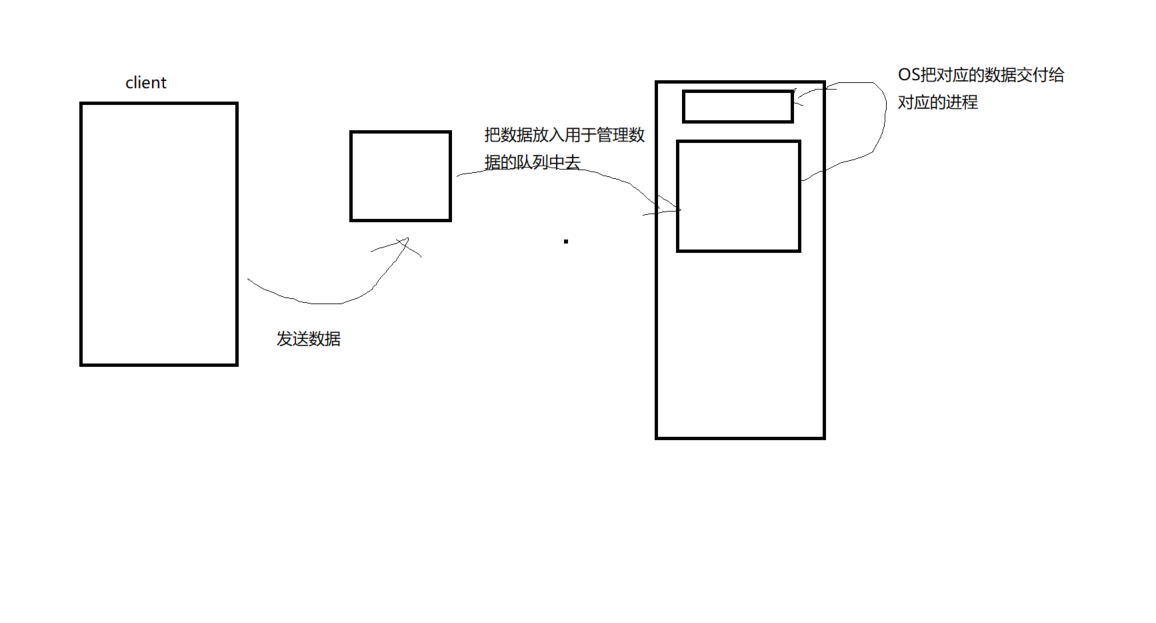 client
OS把对应的数据交付给
对应的进程
把数据放入用于管理数
据的队列中去
发送数据